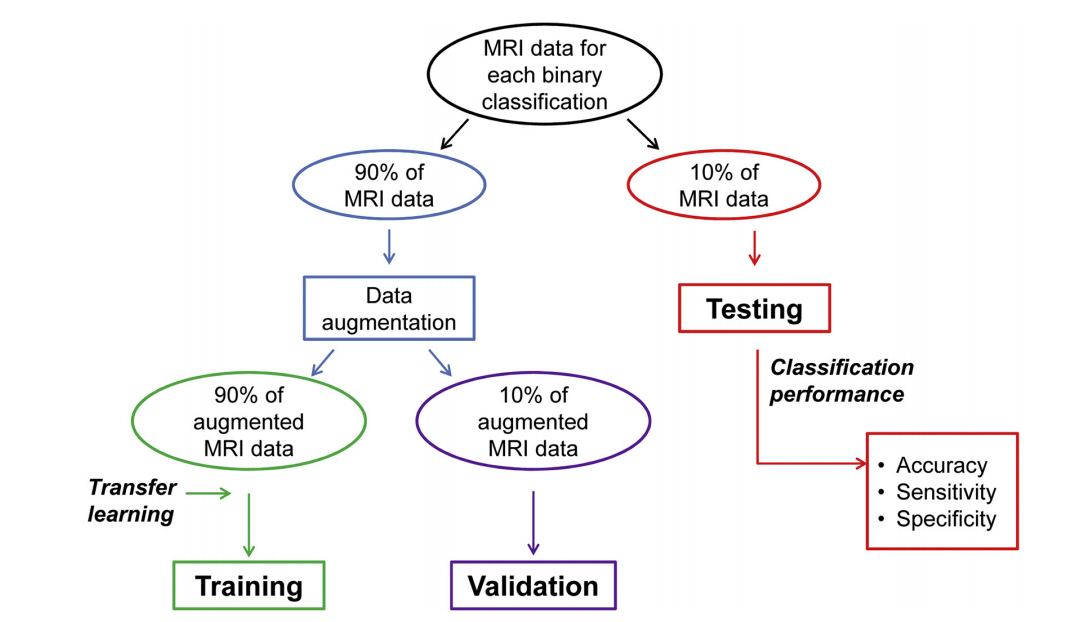 MRI data for
each binary
classification
90% of
MRI data
10% of
MRI data
Data
augmentation
Testing
Classification
performance
90% of
augmented
MRI data
10% of
augmented
MRI data
• Accuracy
• Sensitivity
• Specificity
Transfer
learning
Training
Validation